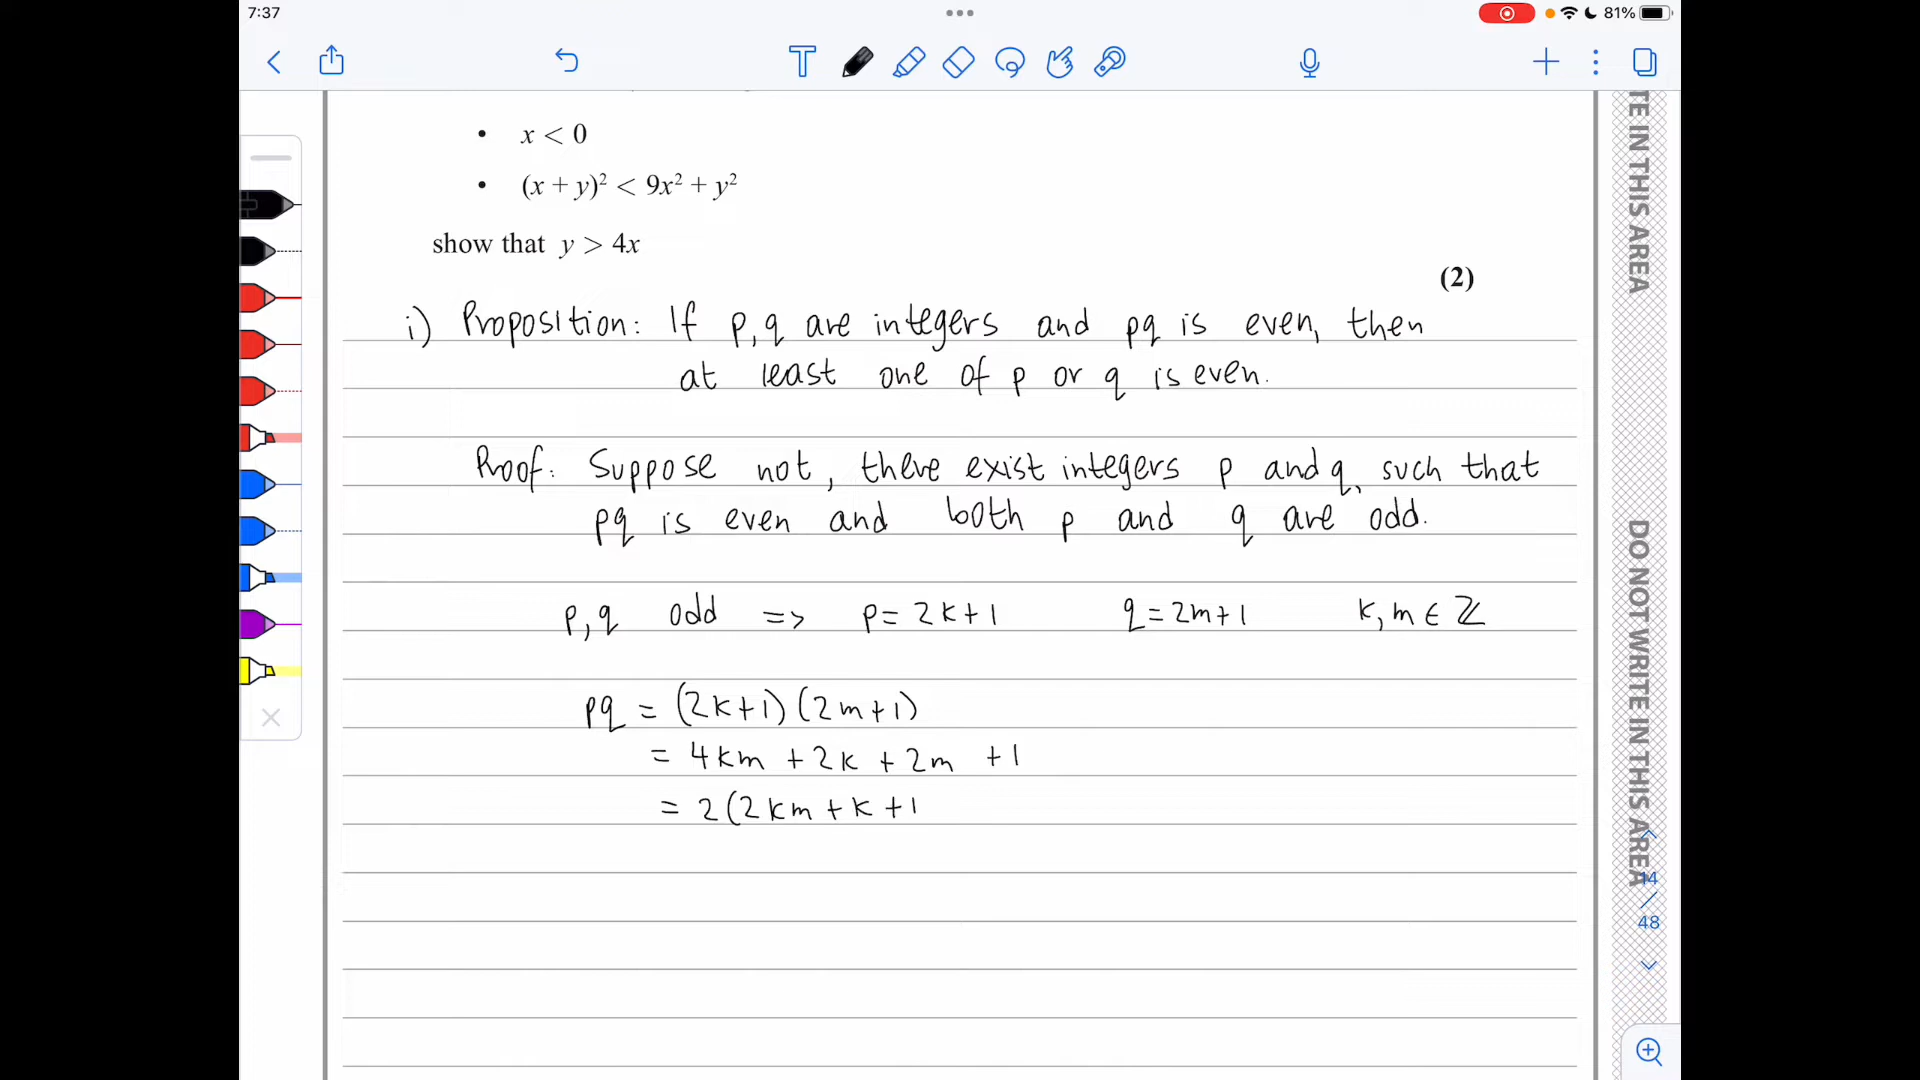 7:37
81%
• x < 0
• (x + y)² < 9x² + y²
show that y > 4x
(2)
i) Proposition: If p, q are integers and pq is even, then
at least one of p or q is even.
Proof: Suppose not, there exist integers p and q, such that
pq is even and both p and q are odd.
p, q odd => p = 2k+1 q = 2m+1 k, m ∈ ℤ
pq = (2k+1)(2m+1)
= 4km + 2k + 2m + 1
= 2(2km + k + 1
TE IN THIS AREA
DO NOT WRITE IN THIS AREA
14
/
48